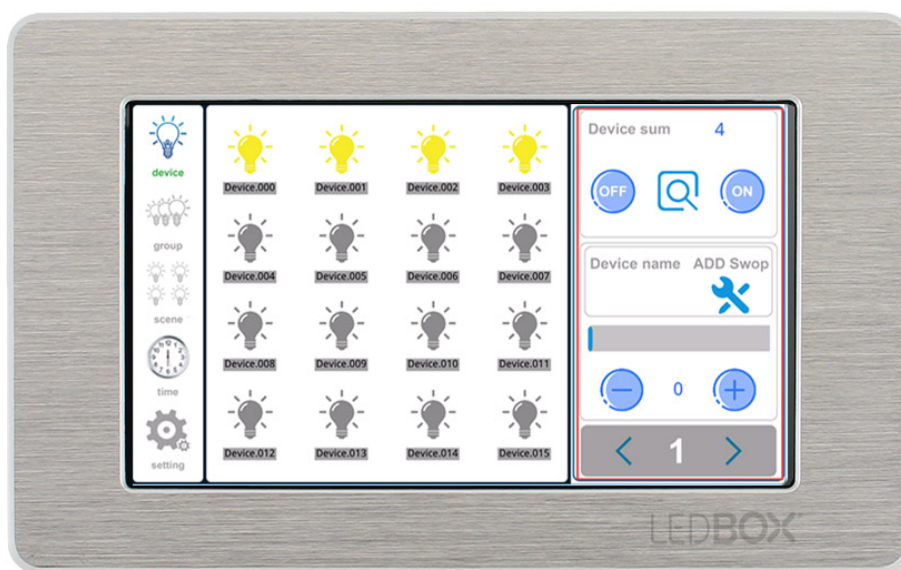 device
group
scene
time
setting
Device.000 Device.001 Device.002 Device.003
Device.004 Device.005 Device.006 Device.007
Device.008 Device.009 Device.010 Device.011
Device.012 Device.013 Device.014 Device.015
Device sum 4
OFF ON
Device name ADD Swop
0
< 1 >
LEDBOX